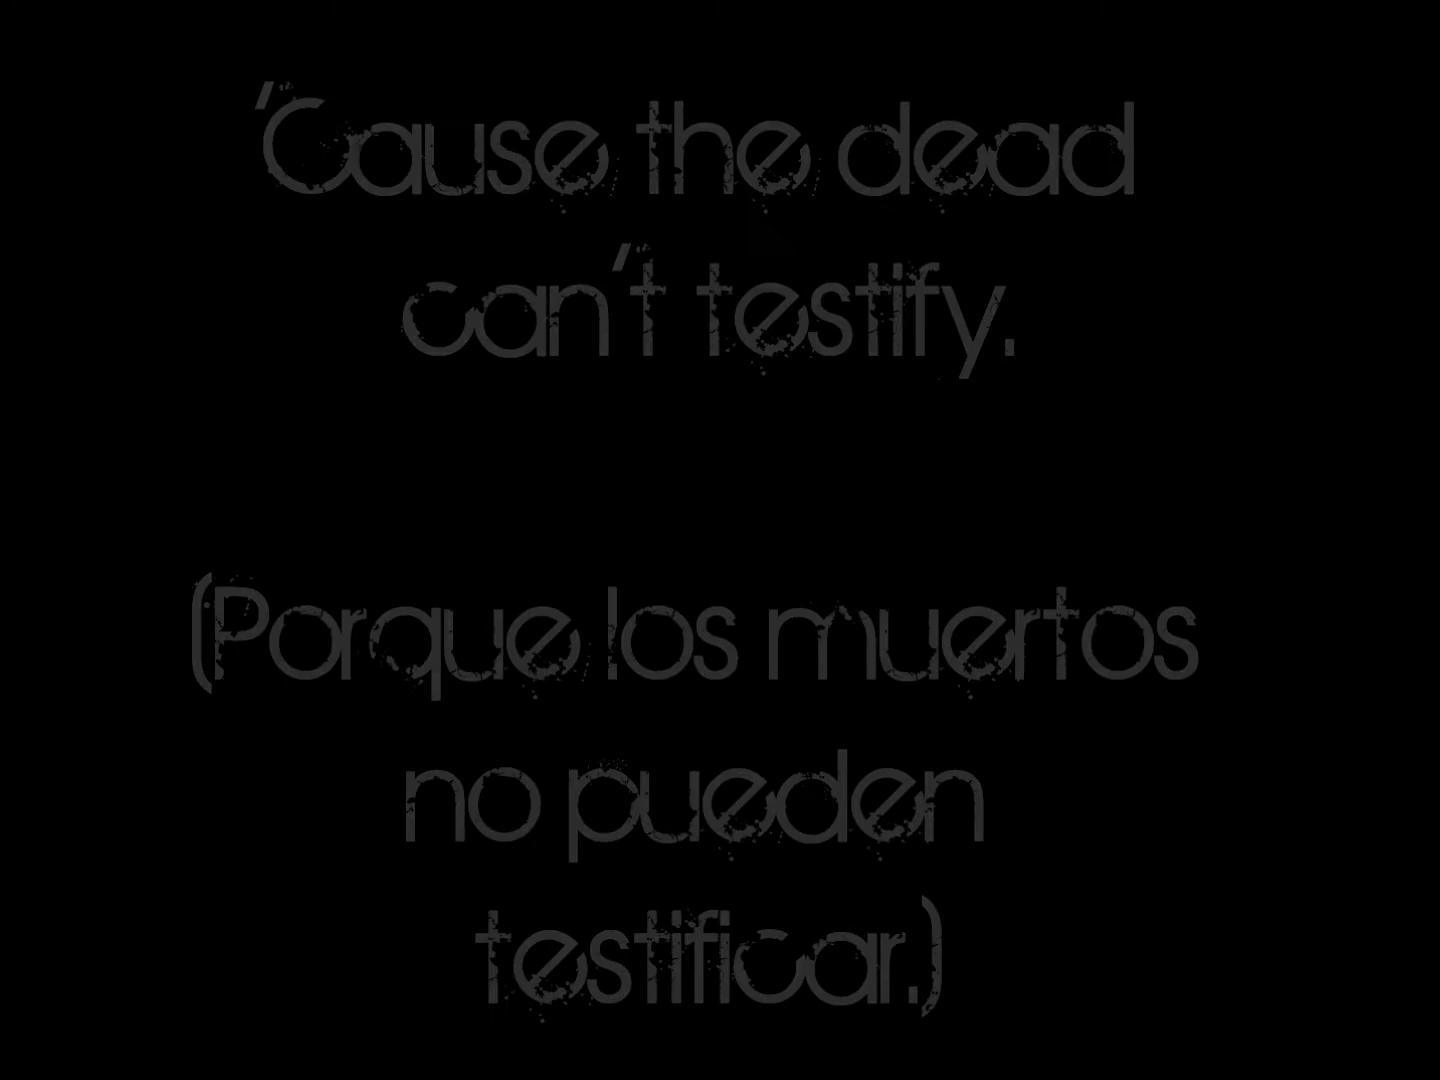 'Cause the dead
can't testify.
(Porque los muertos
no pueden
testificar.)